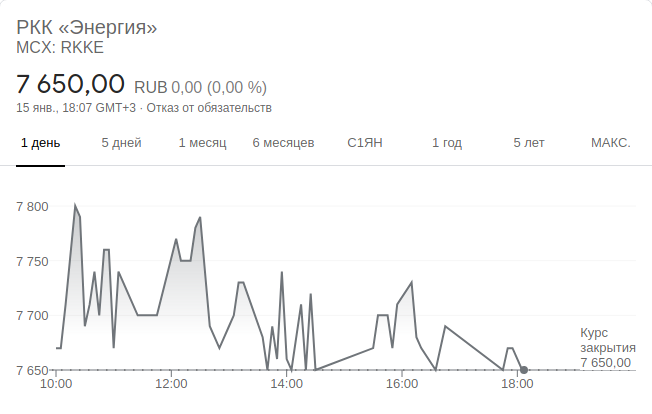 РКК «Энергия»
MCX: RKKE
7 650,00 RUB 0,00 (0,00 %)
15 янв., 18:07 GMT+3 · Отказ от обязательств
1 день 5 дней 1 месяц 6 месяцев С1ЯН 1 год 5 лет МАКС.
7 800
7 750
7 700
Курс
закрытия
7 650,00
7 650
10:00 12:00 14:00 16:00 18:00